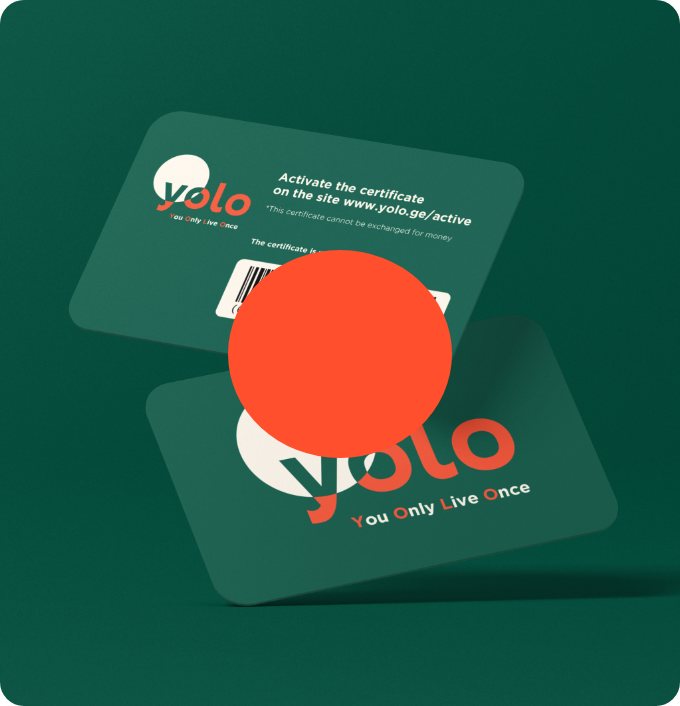 yolo
You Only Live Once
Activate the certificate
on the site www.yolo.ge/active
*This certificate cannot be exchanged for money
The certificate is
yolo
You Only Live Once